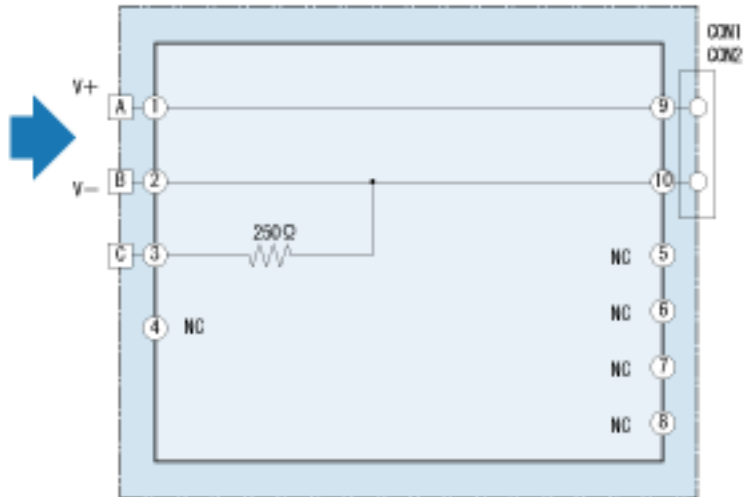 CON1
CON2
V+
A 1 9
V− B 2 10
250Ω
C 3 NC 5
4 NC NC 6
NC 7
NC 8